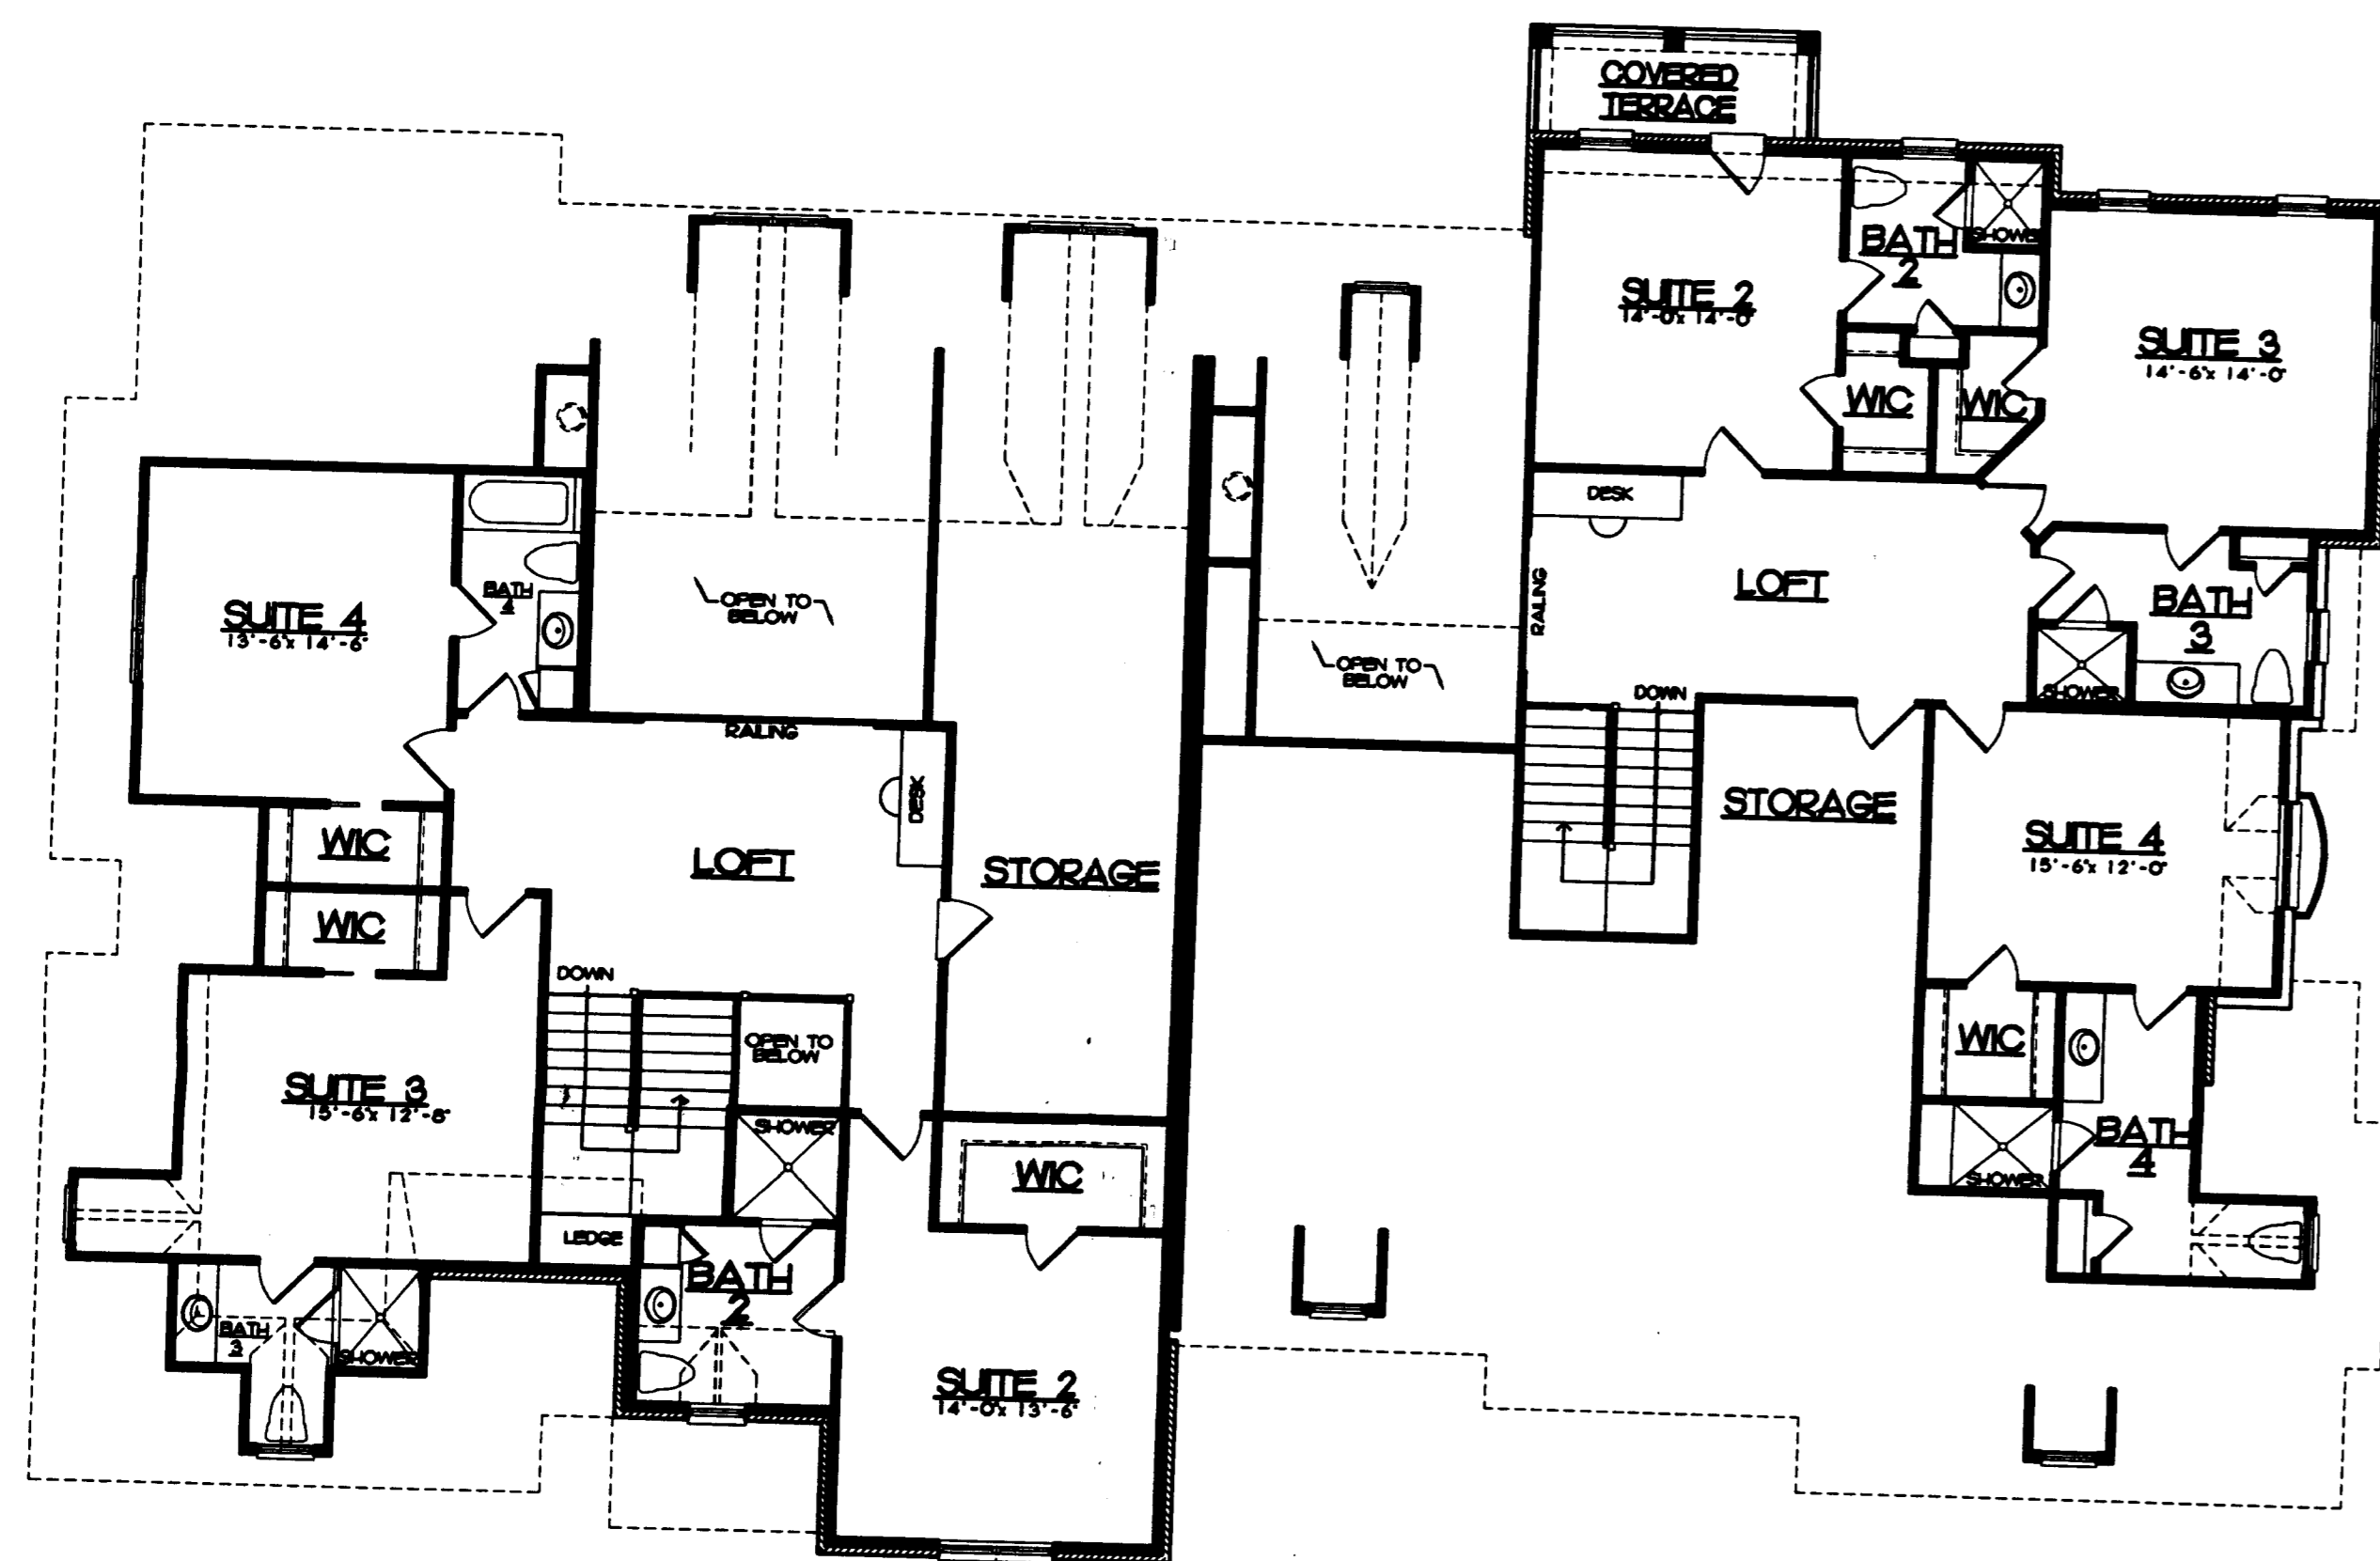 COVERED
TERRACE
SUITE 2
14'-0"x 14'-0"
BATH
2
SHOWER
SUITE 3
14'-6"x 14'-0"
WIC
WIC
DESK
LOFT
RAILING
OPEN TO
BELOW
BATH
3
SHOWER
DOWN
STORAGE
SUITE 4
15'-6"x 12'-0"
WIC
BATH
4
SHOWER
SUITE 4
13'-6"x 14'-6"
BATH
4
OPEN TO
BELOW
RAILING
DESK
WIC
LOFT
STORAGE
WIC
DOWN
OPEN TO
BELOW
SUITE 3
15'-6"x 12'-8"
SHOWER
WIC
LEDGE
BATH
2
BATH
3
SHOWER
SUITE 2
14'-0"x 13'-6"